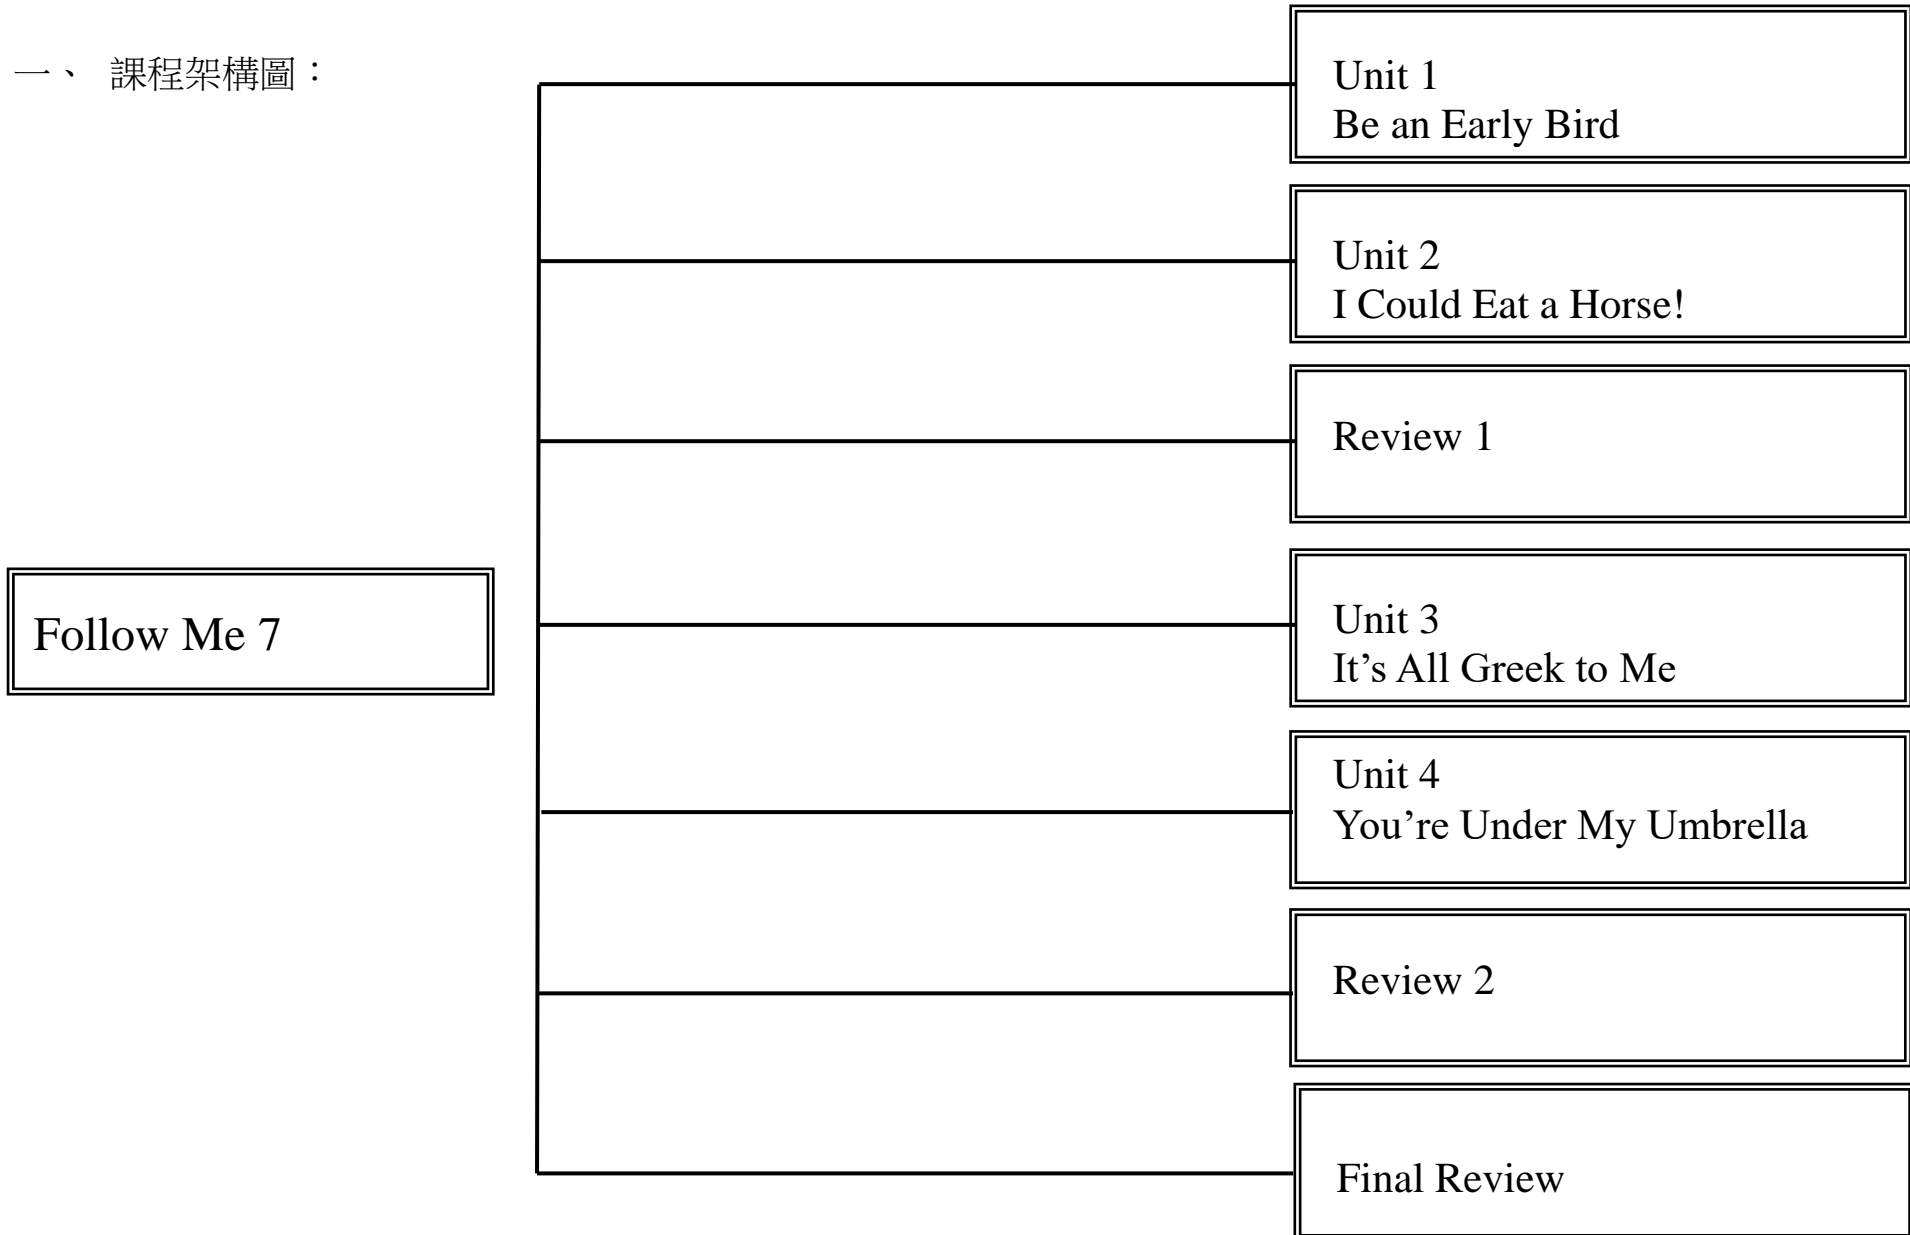 一、 課程架構圖：
Unit 1
Be an Early Bird
Unit 2
I Could Eat a Horse!
Review 1
Follow Me 7
Unit 3
It’s All Greek to Me
Unit 4
You’re Under My Umbrella
Review 2
Final Review